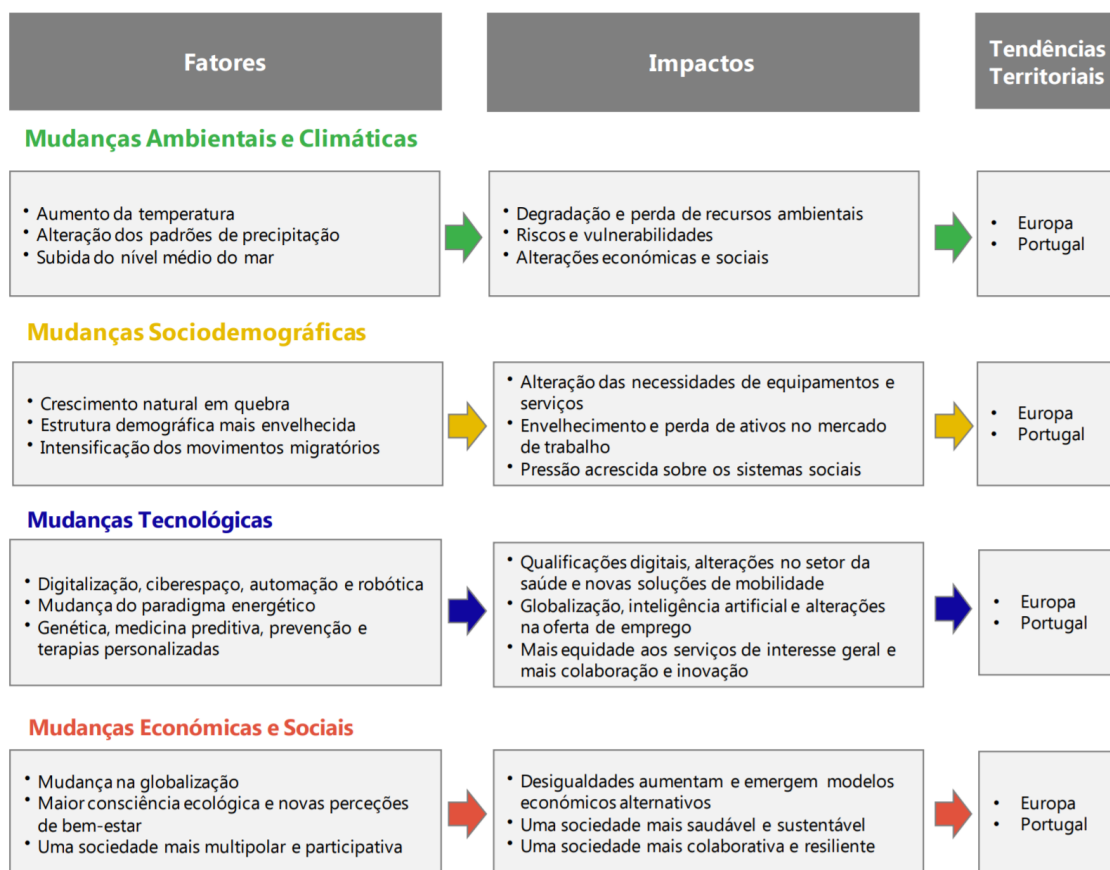 Fatores
Impactos
Tendências
Territoriais
Mudanças Ambientais e Climáticas
• Aumento da temperatura
• Alteração dos padrões de precipitação
• Subida do nível médio do mar
• Degradação e perda de recursos ambientais
• Riscos e vulnerabilidades
• Alterações económicas e sociais
• Europa
• Portugal
Mudanças Sociodemográficas
• Crescimento natural em quebra
• Estrutura demográfica mais envelhecida
• Intensificação dos movimentos migratórios
• Alteração das necessidades de equipamentos e
serviços
• Envelhecimento e perda de ativos no mercado
de trabalho
• Pressão acrescida sobre os sistemas sociais
• Europa
• Portugal
Mudanças Tecnológicas
• Digitalização, ciberespaço, automação e robótica
• Mudança do paradigma energético
• Genética, medicina preditiva, prevenção e
terapias personalizadas
• Qualificações digitais, alterações no setor da
saúde e novas soluções de mobilidade
• Globalização, inteligência artificial e alterações
na oferta de emprego
• Mais equidade aos serviços de interesse geral e
mais colaboração e inovação
• Europa
• Portugal
Mudanças Económicas e Sociais
• Mudança na globalização
• Maior consciência ecológica e novas perceções
de bem-estar
• Uma sociedade mais multipolar e participativa
• Desigualdades aumentam e emergem modelos
económicos alternativos
• Uma sociedade mais saudável e sustentável
• Uma sociedade mais colaborativa e resiliente
• Europa
• Portugal